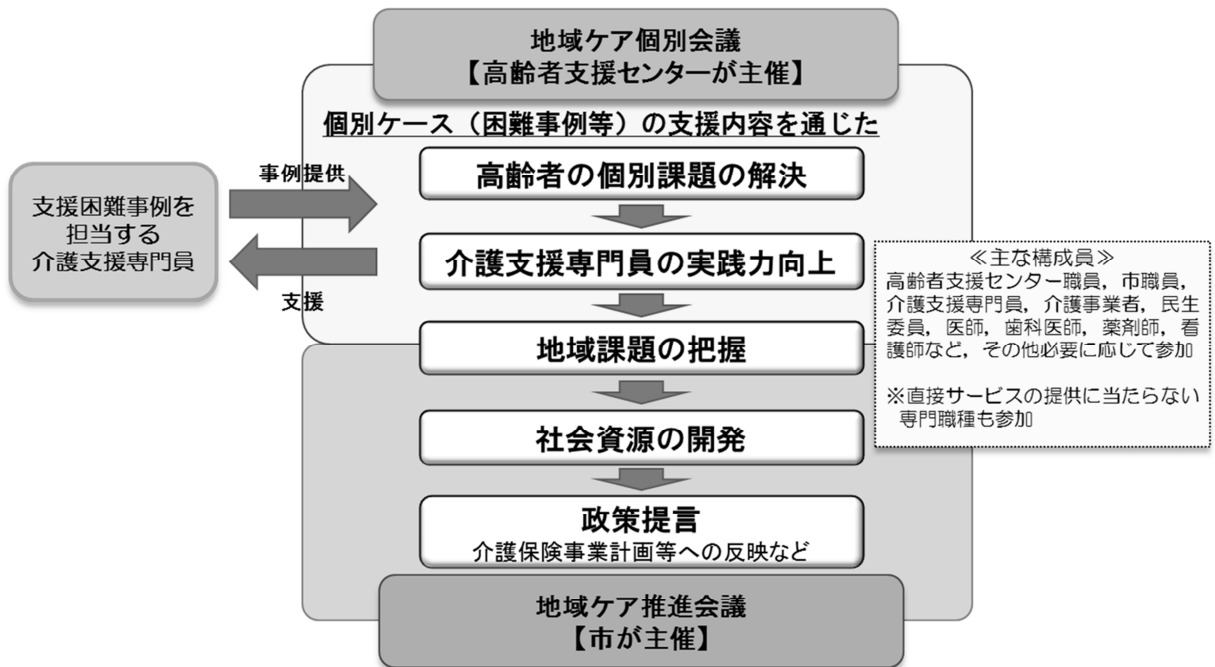 地域ケア個別会議
【高齢者支援センターが主催】
個別ケース（困難事例等）の支援内容を通じた
高齢者の個別課題の解決
事例提供
支援困難事例を
担当する
介護支援専門員
支援
介護支援専門員の実践力向上
≪主な構成員≫
高齢者支援センター職員，市職員，
介護支援専門員，介護事業者，民生
委員，医師，歯科医師，薬剤師，看
護師など，その他必要に応じて参加
※直接サービスの提供に当たらない
専門職種も参加
地域課題の把握
社会資源の開発
政策提言
介護保険事業計画等への反映など
地域ケア推進会議
【市が主催】